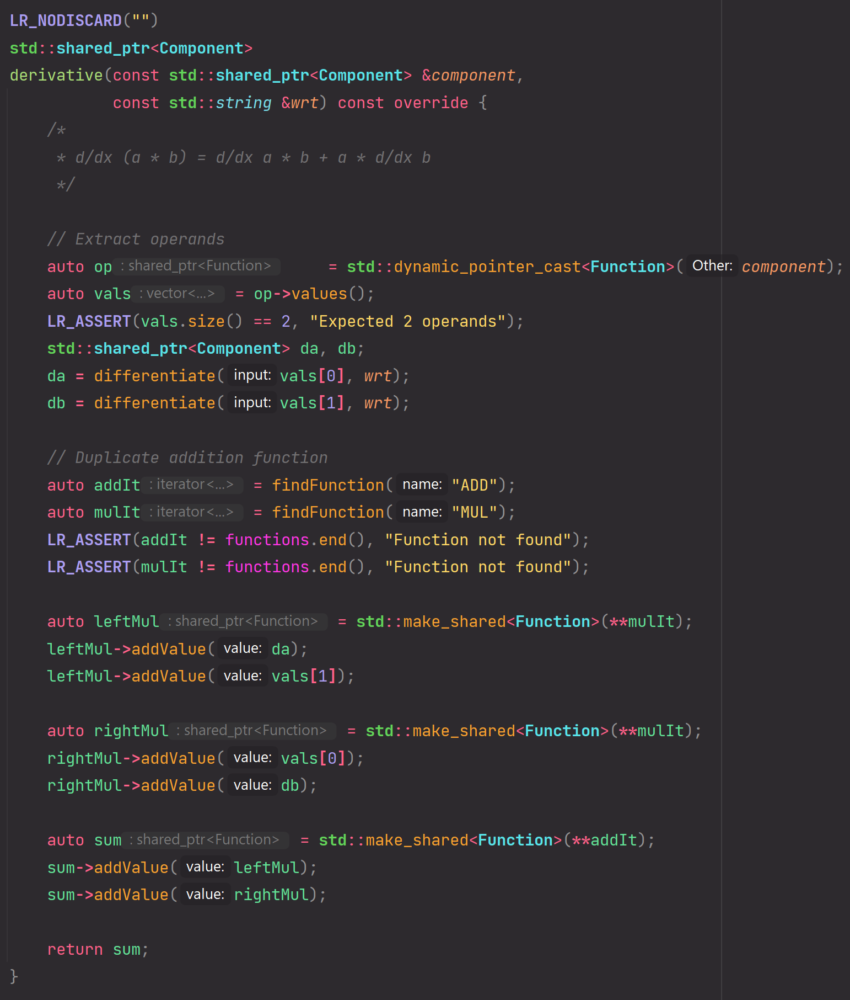 LR_NODISCARD("")
std::shared_ptr<Component>
derivative(const std::shared_ptr<Component> &component,
           const std::string &wrt) const override {
    /*
     * d/dx (a * b) = d/dx a * b + a * d/dx b
     */

    // Extract operands
    auto op : shared_ptr<Function>     = std::dynamic_pointer_cast<Function>( Other: component);
    auto vals : vector<...> = op->values();
    LR_ASSERT(vals.size() == 2, "Expected 2 operands");
    std::shared_ptr<Component> da, db;
    da = differentiate( input: vals[0], wrt);
    db = differentiate( input: vals[1], wrt);

    // Duplicate addition function
    auto addIt : iterator<...> = findFunction( name: "ADD");
    auto mulIt : iterator<...> = findFunction( name: "MUL");
    LR_ASSERT(addIt != functions.end(), "Function not found");
    LR_ASSERT(mulIt != functions.end(), "Function not found");

    auto leftMul : shared_ptr<Function> = std::make_shared<Function>(**mulIt);
    leftMul->addValue( value: da);
    leftMul->addValue( value: vals[1]);

    auto rightMul : shared_ptr<Function> = std::make_shared<Function>(**mulIt);
    rightMul->addValue( value: vals[0]);
    rightMul->addValue( value: db);

    auto sum : shared_ptr<Function> = std::make_shared<Function>(**addIt);
    sum->addValue( value: leftMul);
    sum->addValue( value: rightMul);

    return sum;
}